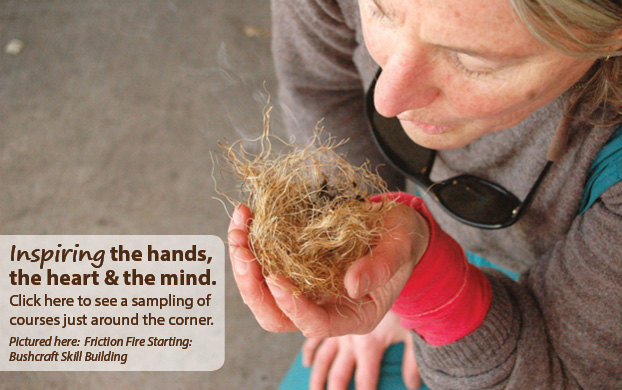 Inspiring the hands,
the heart & the mind.
Click here to see a sampling of
courses just around the corner.
Pictured here: Friction Fire Starting:
Bushcraft Skill Building